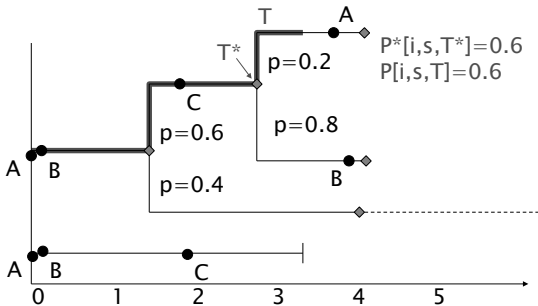 T
A
T*
P*[i,s,T*]=0.6
P[i,s,T]=0.6
p=0.2
C
p=0.6
p=0.8
A
B
B
p=0.4
A
B
C
0 1 2 3 4 5